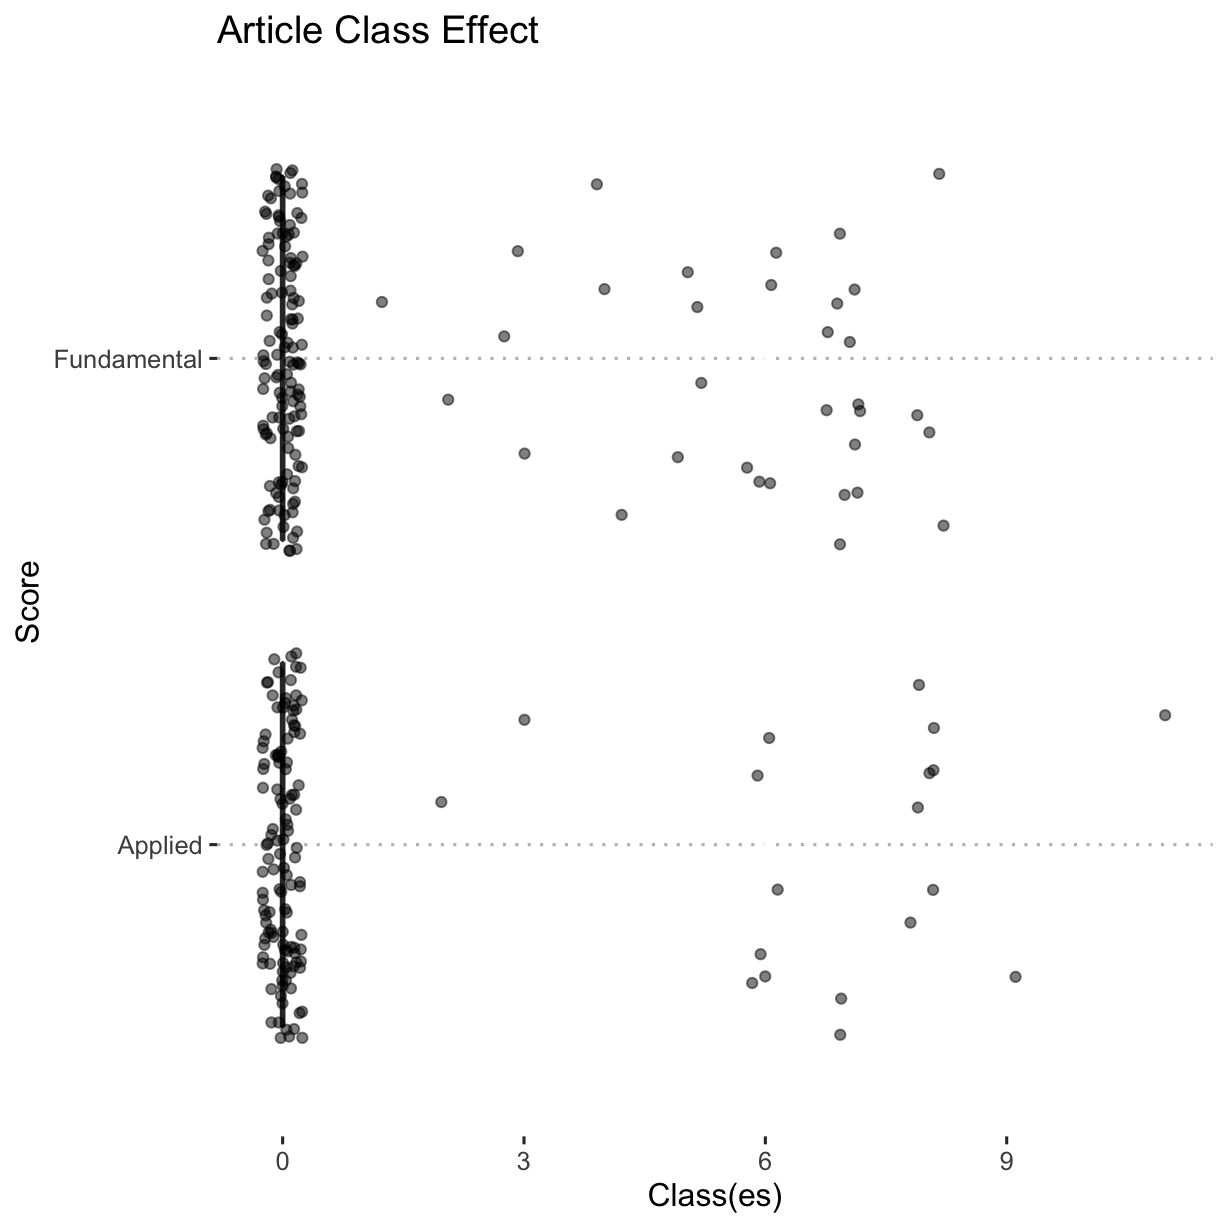 Article Class Effect
Fundamental
Score
Applied
0 3 6 9
Class(es)